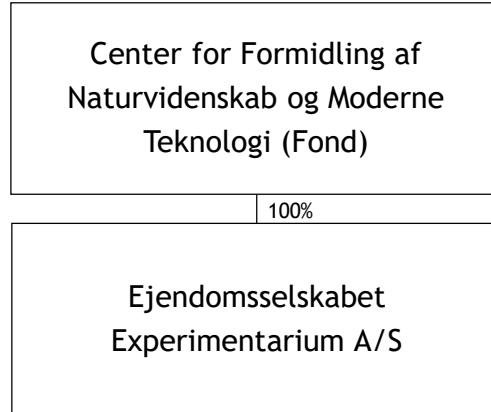 Center for Formidling af
Naturvidenskab og Moderne
Teknologi (Fond)
100%
Ejendomsselskabet
Experimentarium A/S